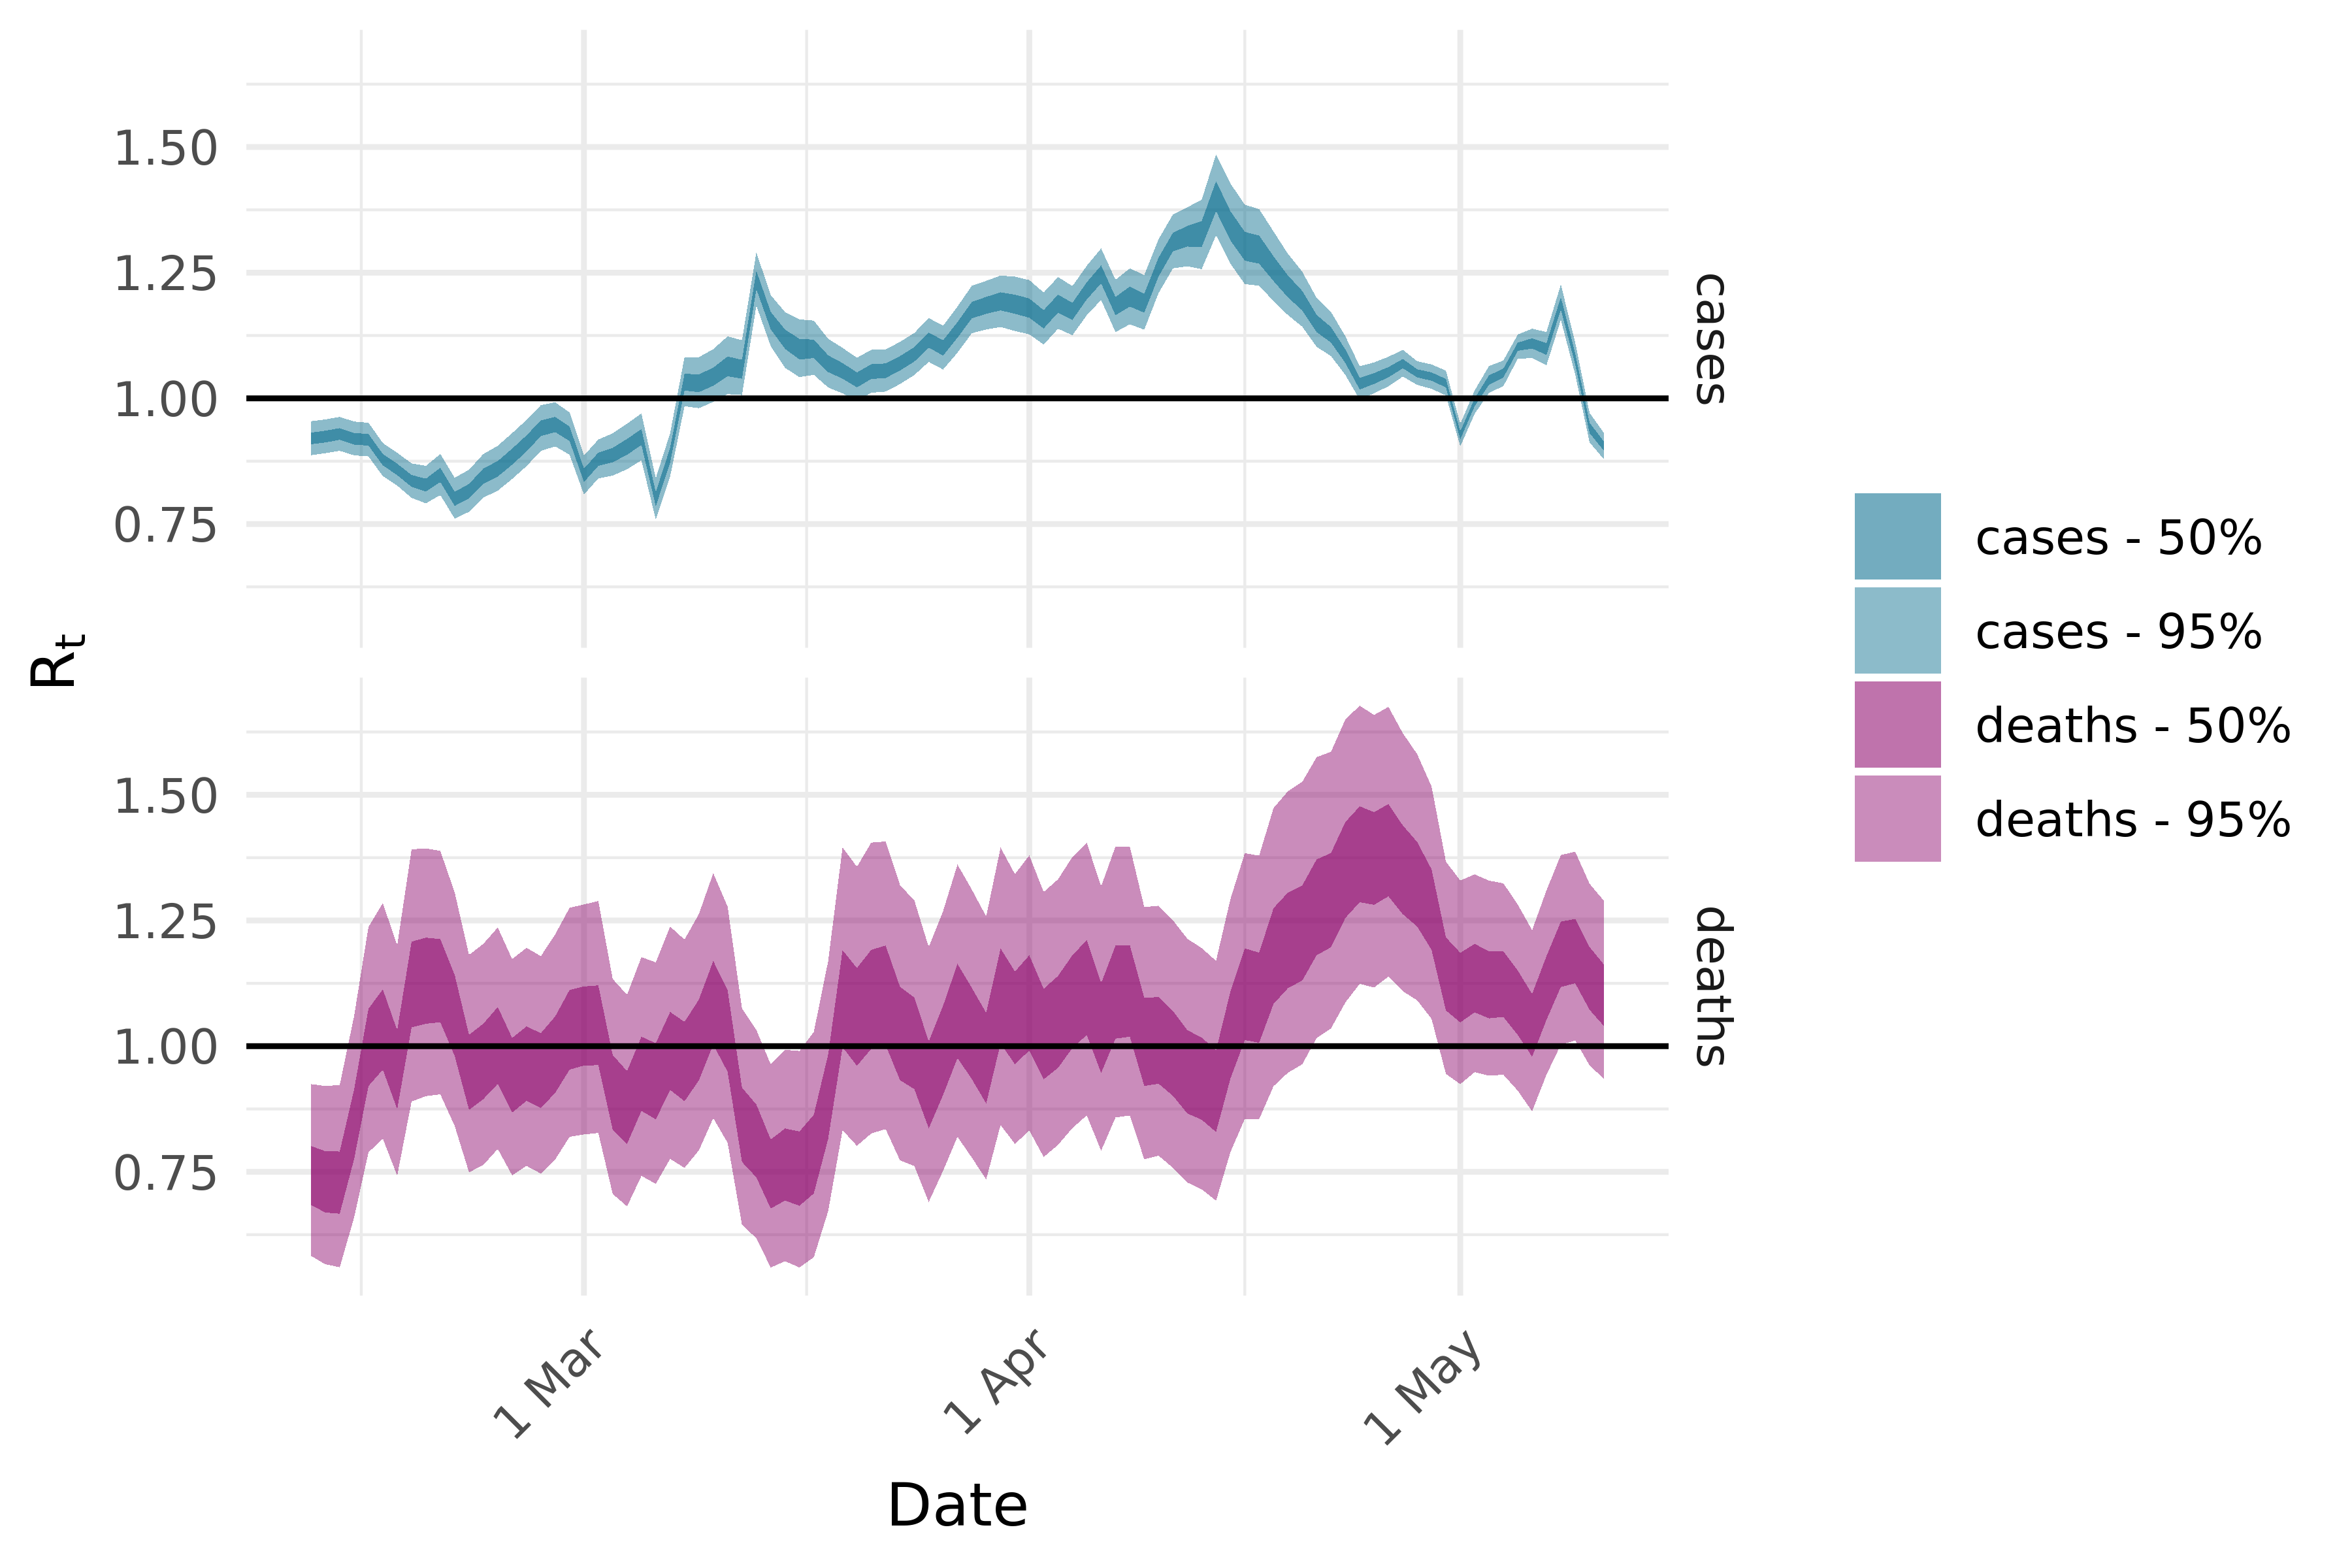 Rt
1.50
1.25
1.00
0.75
cases
1.50
1.25
1.00
0.75
deaths
1 Mar
1 Apr
1 May
Date
cases - 50%
cases - 95%
deaths - 50%
deaths - 95%